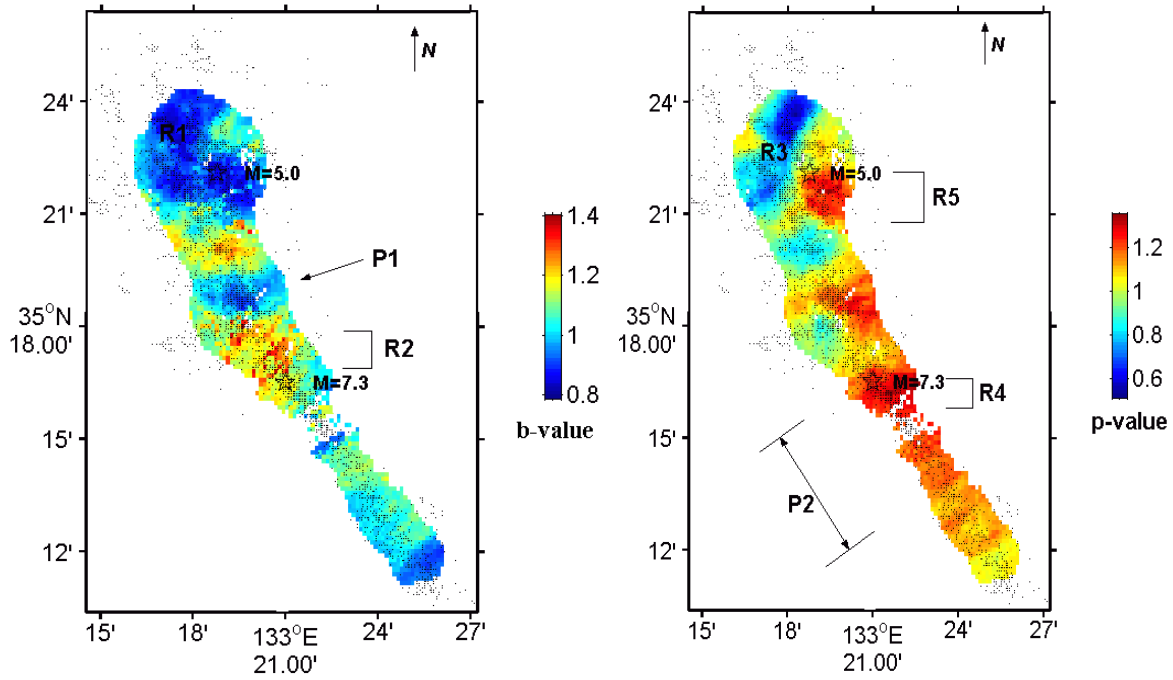 N
24'
R1
M=5.0
21'
P1
35°N
18.00'
R2
M=7.3
15'
12'
15'
18'
133°E
21.00'
24'
27'
1.4
1.2
1
0.8
b-value
N
24'
R3
M=5.0
R5
21'
35°N
18.00'
M=7.3
R4
15'
P2
12'
15'
18'
133°E
21.00'
24'
27'
1.2
1
0.8
0.6
p-value